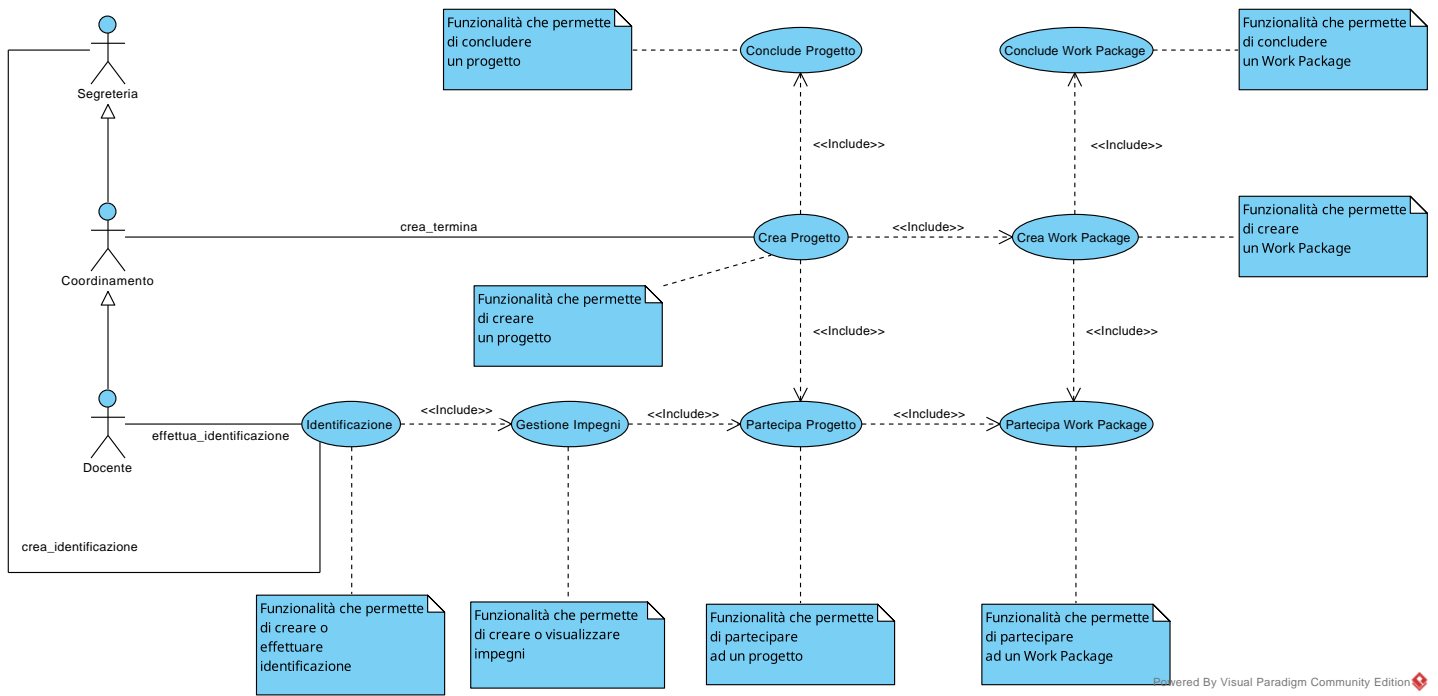 Funzionalità che permette
di concludere
un progetto
Conclude Progetto
Conclude Work Package
Funzionalità che permette
di concludere
un Work Package
Segreteria
<<Include>>
<<Include>>
crea_termina
Crea Progetto
<<Include>>
Crea Work Package
Funzionalità che permette
di creare
un Work Package
Coordinamento
Funzionalità che permette
di creare
un progetto
<<Include>>
<<Include>>
Docente
effettua_identificazione
Identificazione
<<Include>>
Gestione Impegni
<<Include>>
Partecipa Progetto
<<Include>>
Partecipa Work Package
crea_identificazione
Funzionalità che permette
di creare o
effettuare
identificazione
Funzionalità che permette
di creare o visualizzare
impegni
Funzionalità che permette
di partecipare
ad un progetto
Funzionalità che permette
di partecipare
ad un Work Package
Powered By Visual Paradigm Community Edition